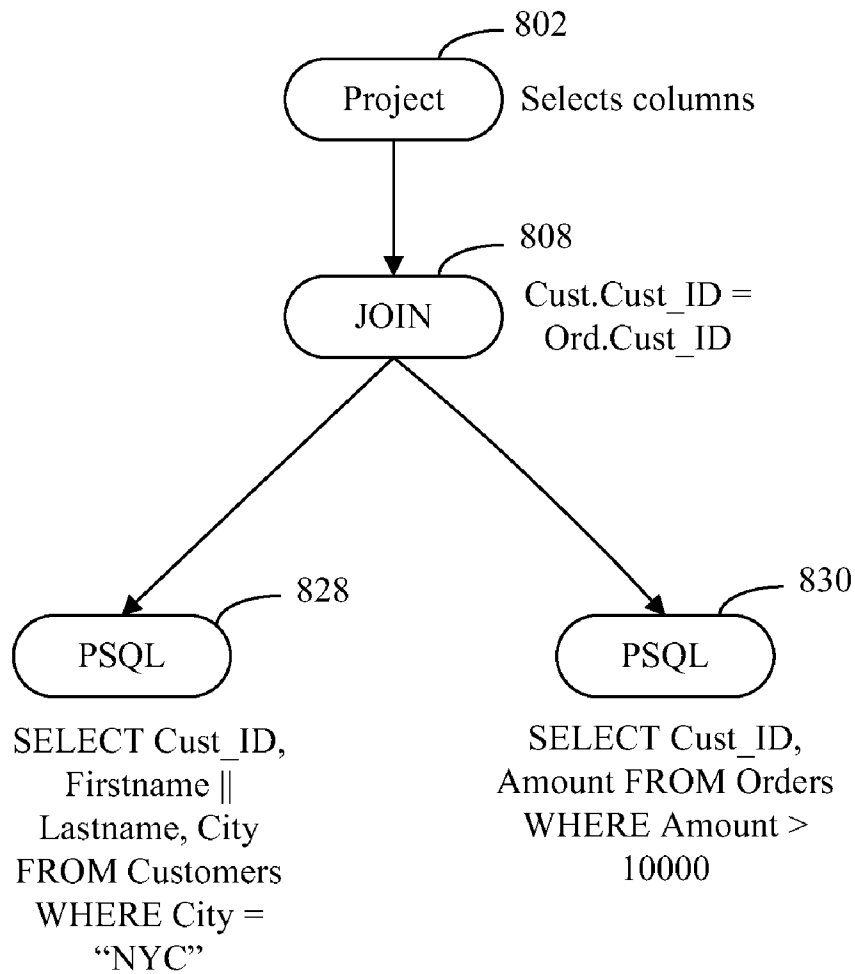 802
Project
Selects columns
808
JOIN
Cust.Cust_ID =
Ord.Cust_ID
828
PSQL
SELECT Cust_ID,
Firstname ||
Lastname, City
FROM Customers
WHERE City =
“NYC”
830
PSQL
SELECT Cust_ID,
Amount FROM Orders
WHERE Amount >
10000